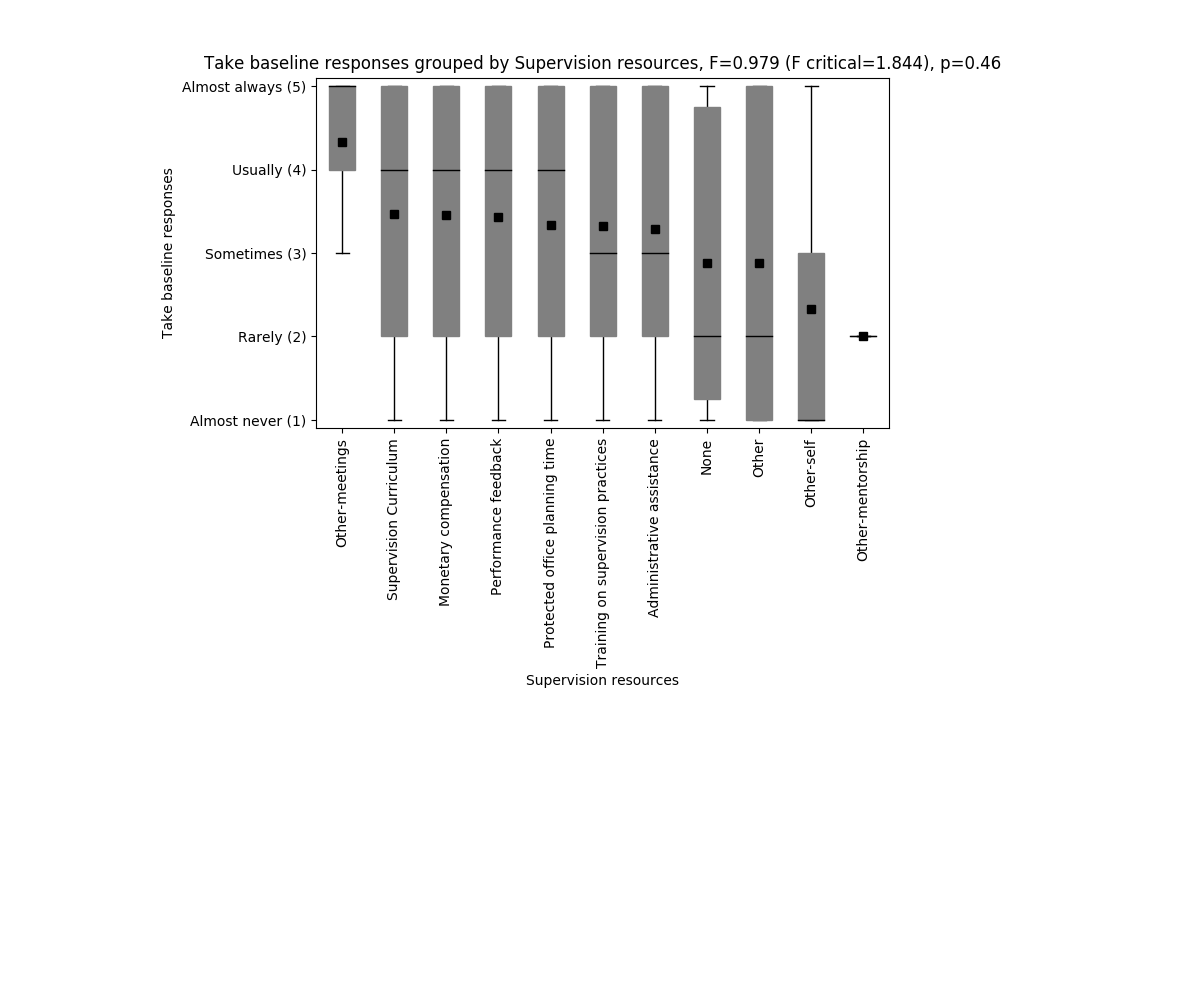 Take baseline responses grouped by Supervision resources, F=0.979 (F critical=1.844), p=0.46
Almost always (5)
Usually (4)
Sometimes (3)
Rarely (2)
Almost never (1)
Take baseline responses
Other-meetings
Supervision Curriculum
Monetary compensation
Performance feedback
Protected office planning time
Training on supervision practices
Administrative assistance
None
Other
Other-self
Other-mentorship
Supervision resources